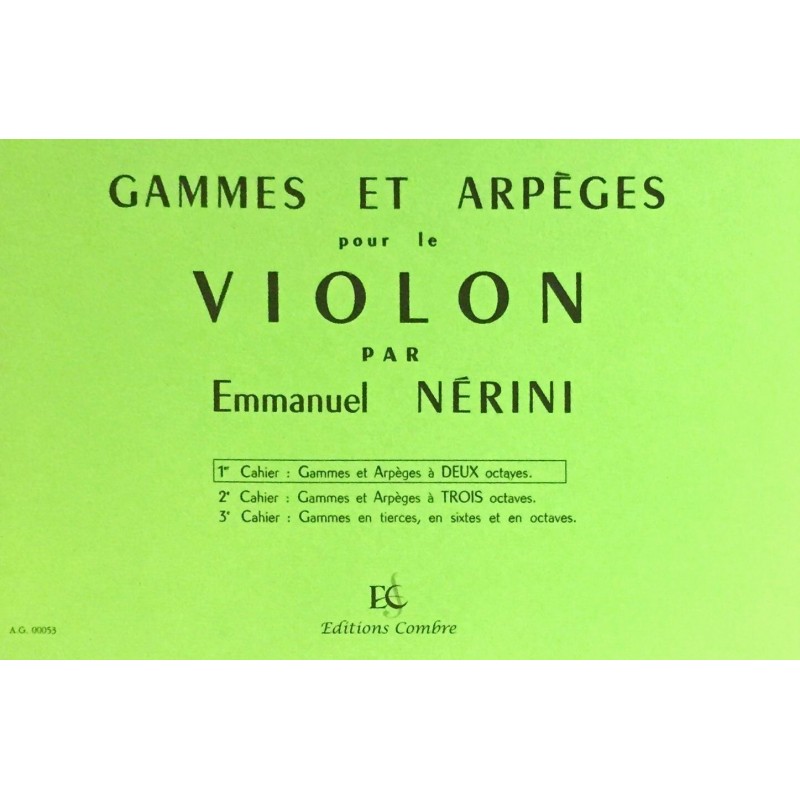 GAMMES ET ARPÈGES
pour le
VIOLON
PAR
Emmanuel NÉRINI
1er Cahier : Gammes et Arpèges à DEUX octaves.
2e Cahier : Gammes et Arpèges à TROIS octaves.
3e Cahier : Gammes en tierces, en sixtes et en octaves.
EC
Editions Combre
A.G. 00053